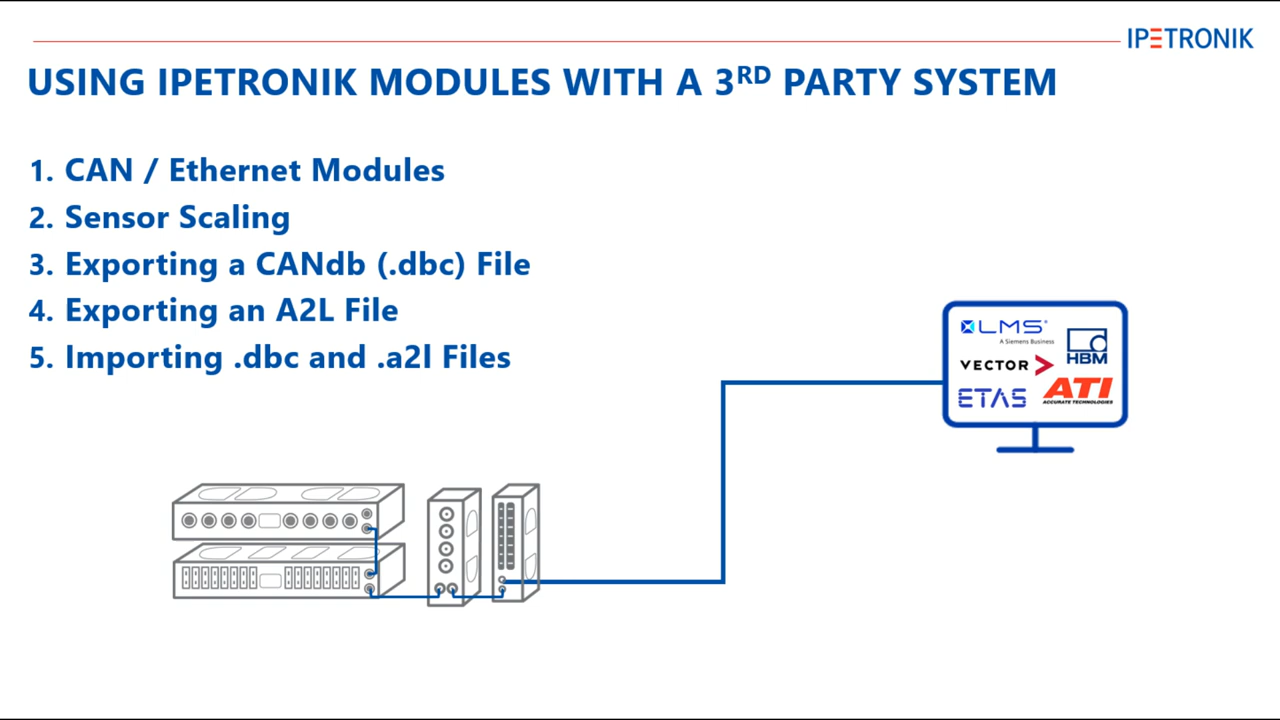 IPETRONIK
USING IPETRONIK MODULES WITH A 3RD PARTY SYSTEM
1. CAN / Ethernet Modules
2. Sensor Scaling
3. Exporting a CANdb (.dbc) File
4. Exporting an A2L File
5. Importing .dbc and .a2l Files
LMS
A Siemens Business
HBM
VECTOR
ETAS
ATI
ACCURATE TECHNOLOGIES